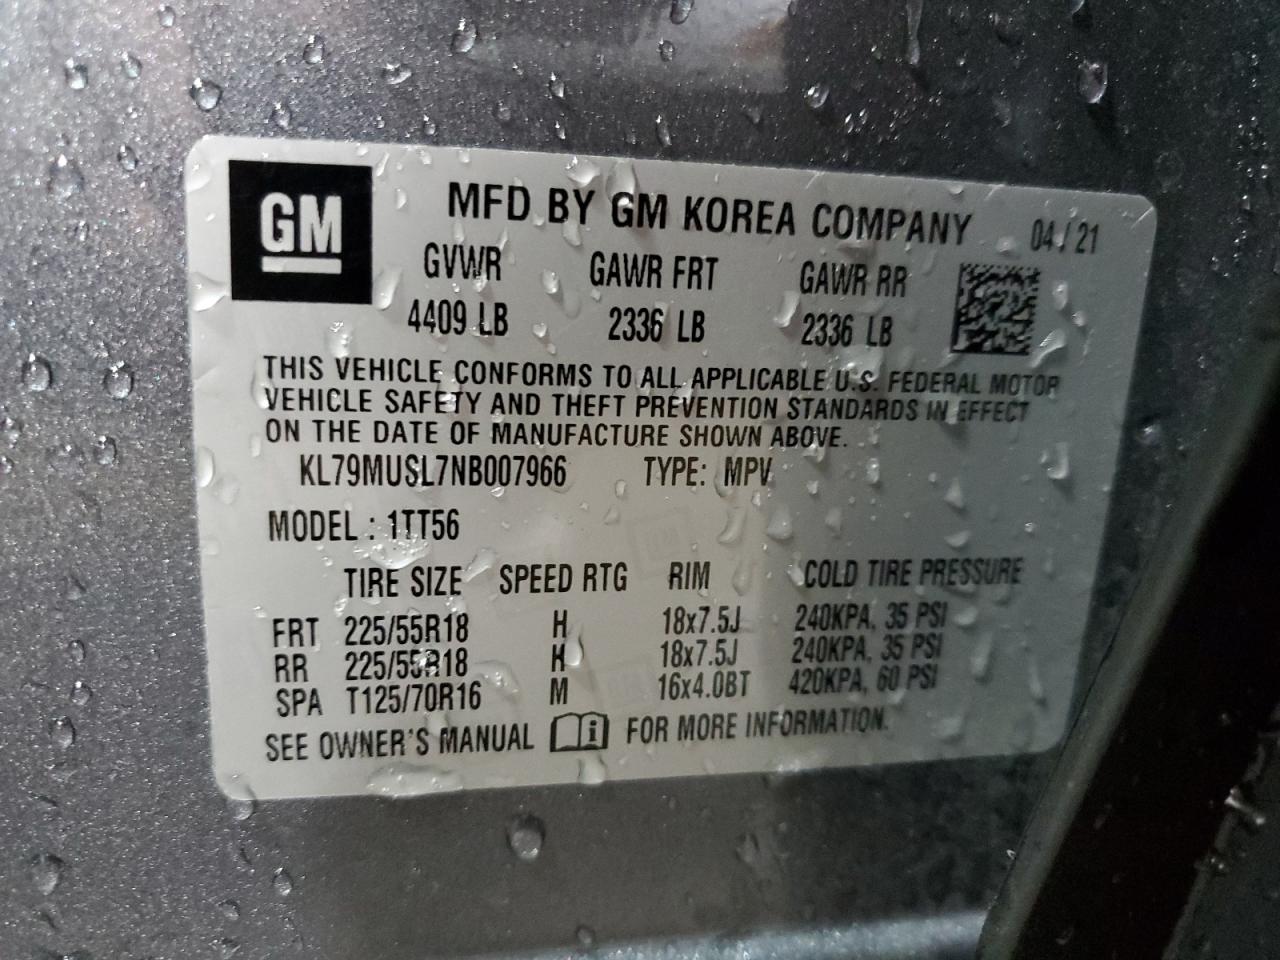 GM
MFD BY GM KOREA COMPANY 04/21
GVWR GAWR FRT GAWR RR
4409 LB 2336 LB 2336 LB
THIS VEHICLE CONFORMS TO ALL APPLICABLE U.S. FEDERAL MOTOR
VEHICLE SAFETY AND THEFT PREVENTION STANDARDS IN EFFECT
ON THE DATE OF MANUFACTURE SHOWN ABOVE.
KL79MUSL7NB007966 TYPE: MPV
MODEL : 1TT56
TIRE SIZE SPEED RTG RIM COLD TIRE PRESSURE
FRT 225/55R18 H 18x7.5J 240KPA, 35 PSI
RR 225/55R18 H 18x7.5J 240KPA, 35 PSI
SPA T125/70R16 M 16x4.0BT 420KPA, 60 PSI
SEE OWNER'S MANUAL i FOR MORE INFORMATION.